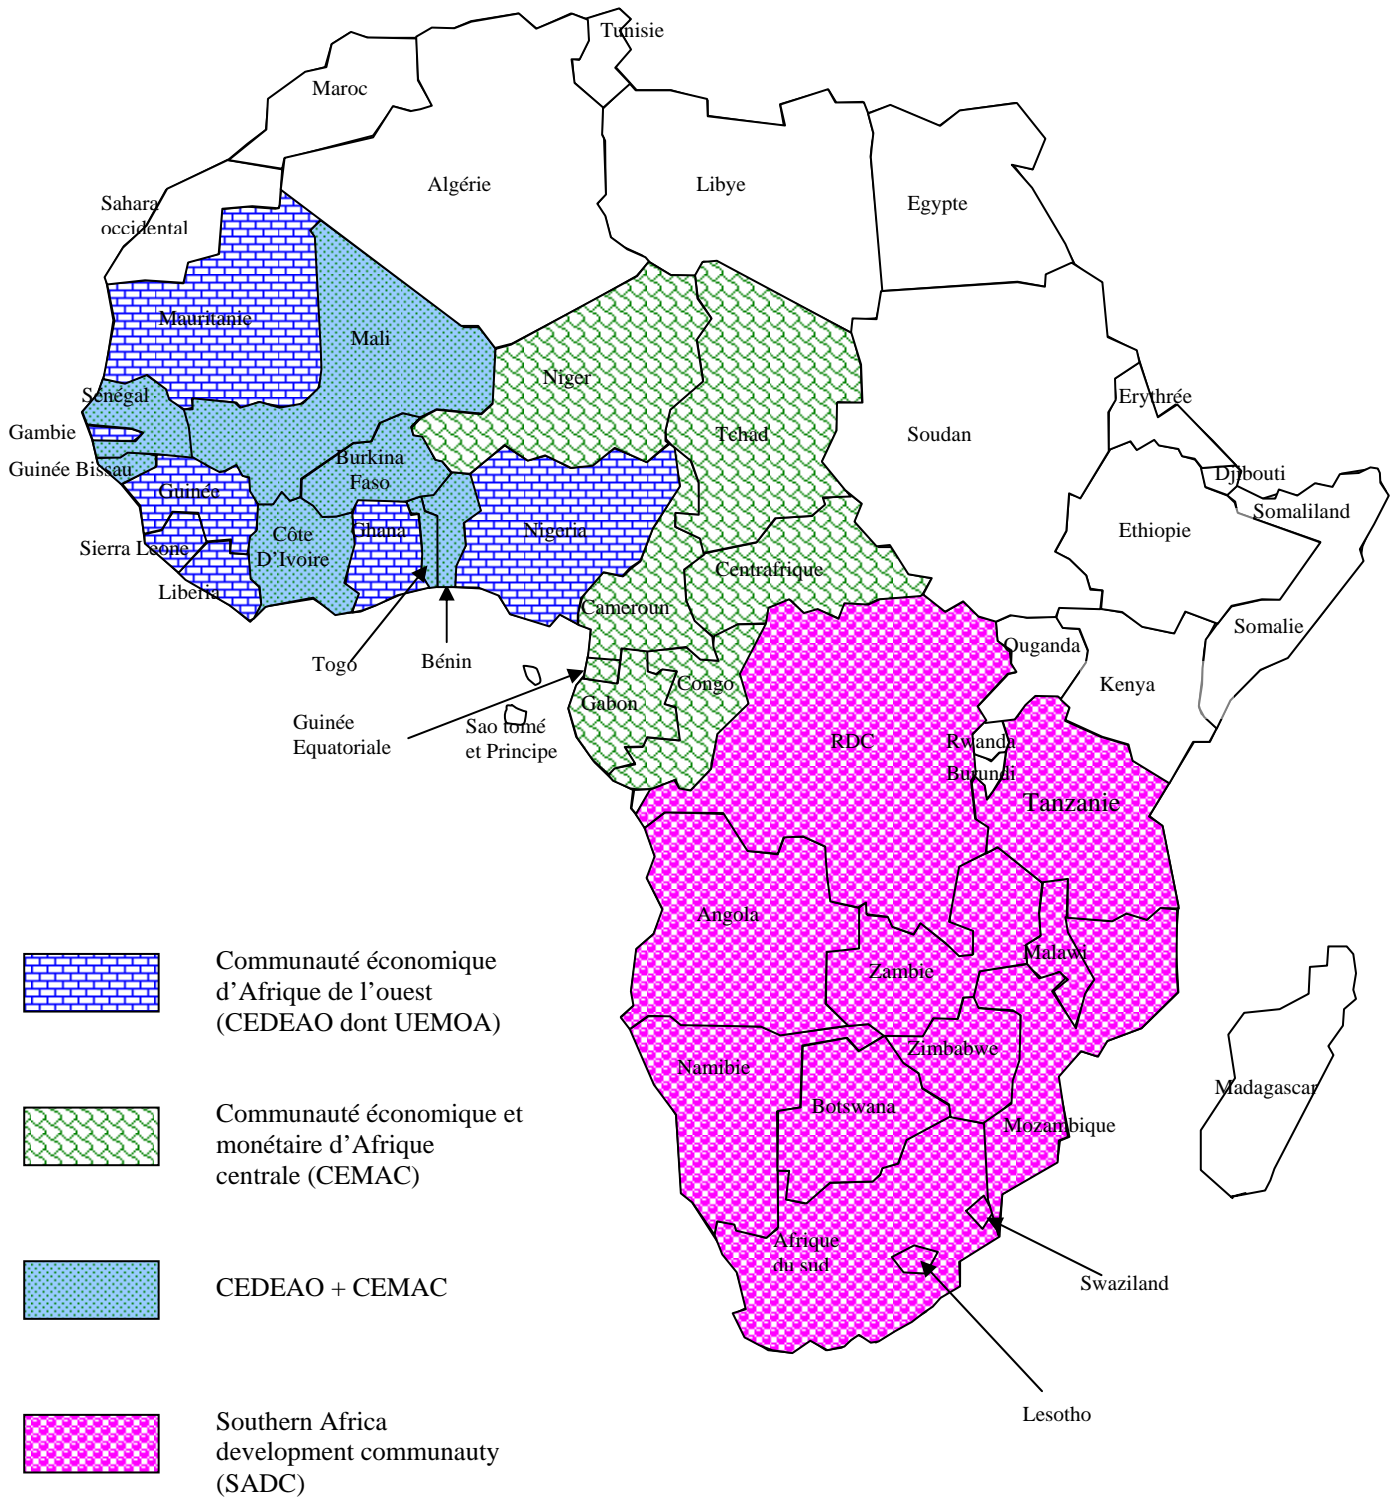 Tunisie
Maroc
Algérie
Libye
Egypte
Sahara
occidental
Mauritanie
Mali
Niger
Tchad
Soudan
Erythrée
Sénégal
Gambie
Guinée Bissau
Burkina
Faso
Djibouti
Somaliland
Guinée
Côte
D’Ivoire
Ghana
Nigeria
Ethiopie
Sierra Leone
Liberia
Centrafrique
Cameroun
Somalie
Togo
Bénin
Ouganda
Kenya
Congo
Gabon
Guinée
Equatoriale
Sao tomé
et Principe
RDC
Rwanda
Burundi
Tanzanie
Angola
Malawi
Zambie
Zimbabwe
Namibie
Botswana
Mozambique
Madagascar
Afrique
du sud
Swaziland
Lesotho
Communauté économique
d’Afrique de l’ouest
(CEDEAO dont UEMOA)
Communauté économique et
monétaire d’Afrique
centrale (CEMAC)
CEDEAO + CEMAC
Southern Africa
development communauty
(SADC)